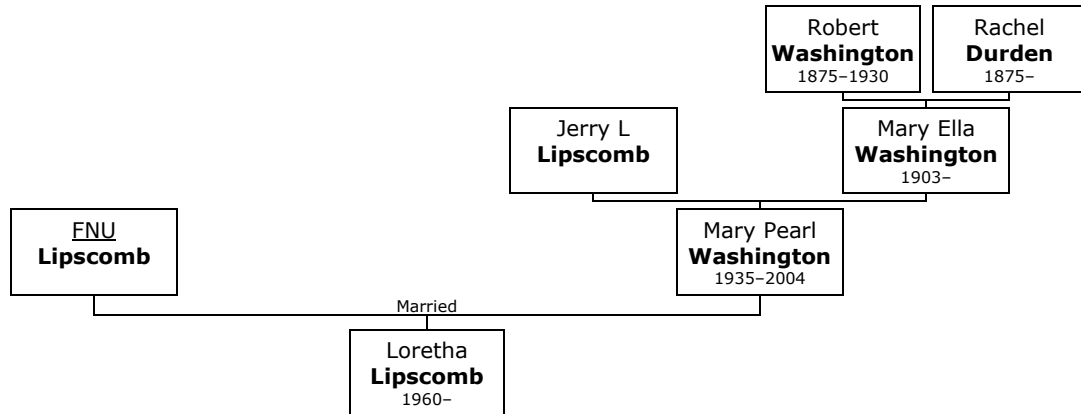 Robert
Washington
1875–1930
Rachel
Durden
1875–
Jerry L
Lipscomb
Mary Ella
Washington
1903–
FNU
Lipscomb
Mary Pearl
Washington
1935–2004
Married
Loretha
Lipscomb
1960–